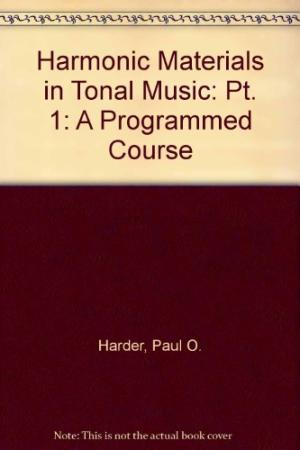 Harmonic Materials
in Tonal Music: Pt.
1: A Programmed
Course
Harder, Paul O.
Note: This is not the actual book cover